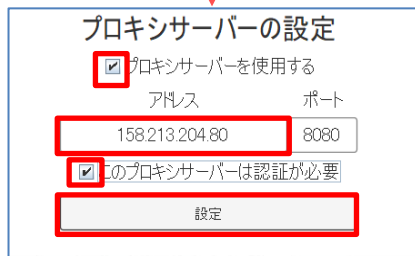 プロキシサーバーの設定
プロキシサーバーを使用する
アドレス ポート
158.213.204.80 8080
このプロキシサーバーは認証が必要
設定